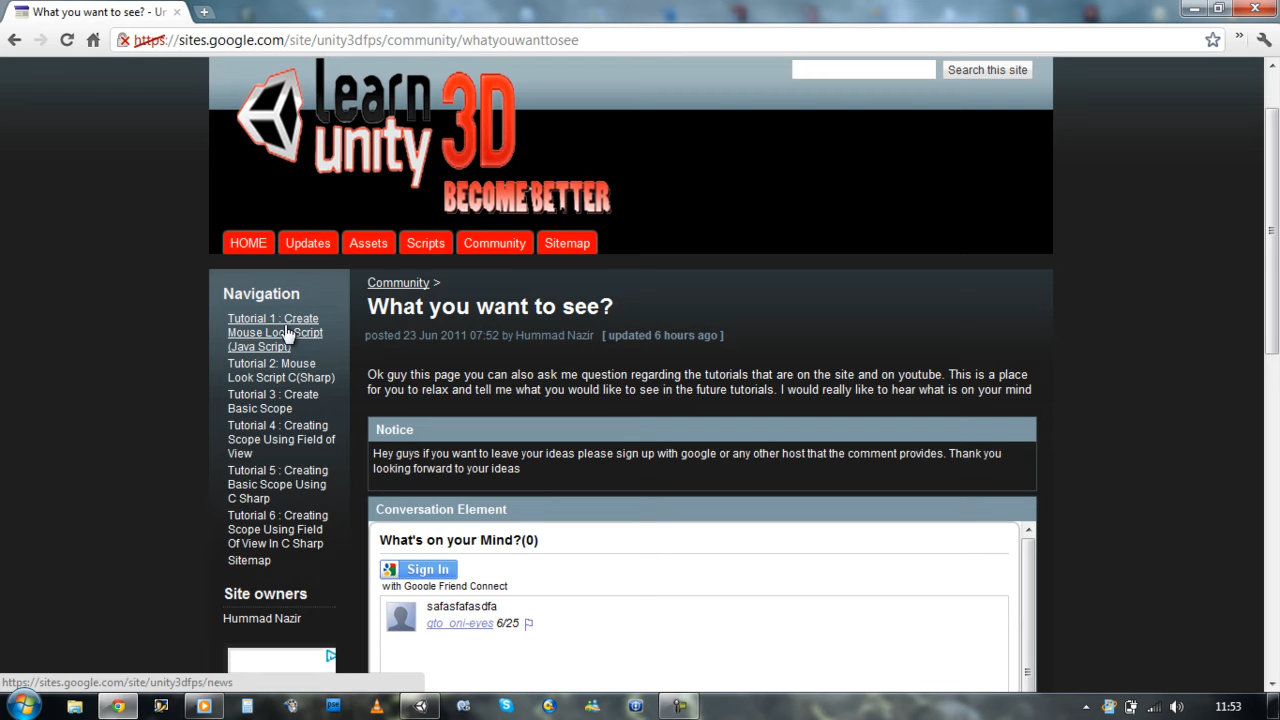 What you want to see? - Ur
https://sites.google.com/site/unity3dfps/community/whatyouwanttosee
learn
unity
3D
BECOME BETTER
Search this site
HOME
Updates
Assets
Scripts
Community
Sitemap
Navigation
Tutorial 1 : Create
Mouse Look Script
(Java Script)
Tutorial 2: Mouse
Look Script C(Sharp)
Tutorial 3 : Create
Basic Scope
Tutorial 4 : Creating
Scope Using Field of
View
Tutorial 5 : Creating
Basic Scope Using
C Sharp
Tutorial 6 : Creating
Scope Using Field
Of View In C Sharp
Sitemap
Site owners
Hummad Nazir
Community >
What you want to see?
posted 23 Jun 2011 07:52 by Hummad Nazir [ updated 6 hours ago ]
Ok guy this page you can also ask me question regarding the tutorials that are on the site and on youtube. This is a place
for you to relax and tell me what you would like to see in the future tutorials. I would really like to hear what is on your mind
Notice
Hey guys if you want to leave your ideas please sign up with google or any other host that the comment provides. Thank you
looking forward to your ideas
Conversation Element
What's on your Mind?(0)
Sign In
with Google Friend Connect
safasfafasdfa
gto_oni-eyes 6/25
https://sites.google.com/site/unity3dfps/news
pse
11:53